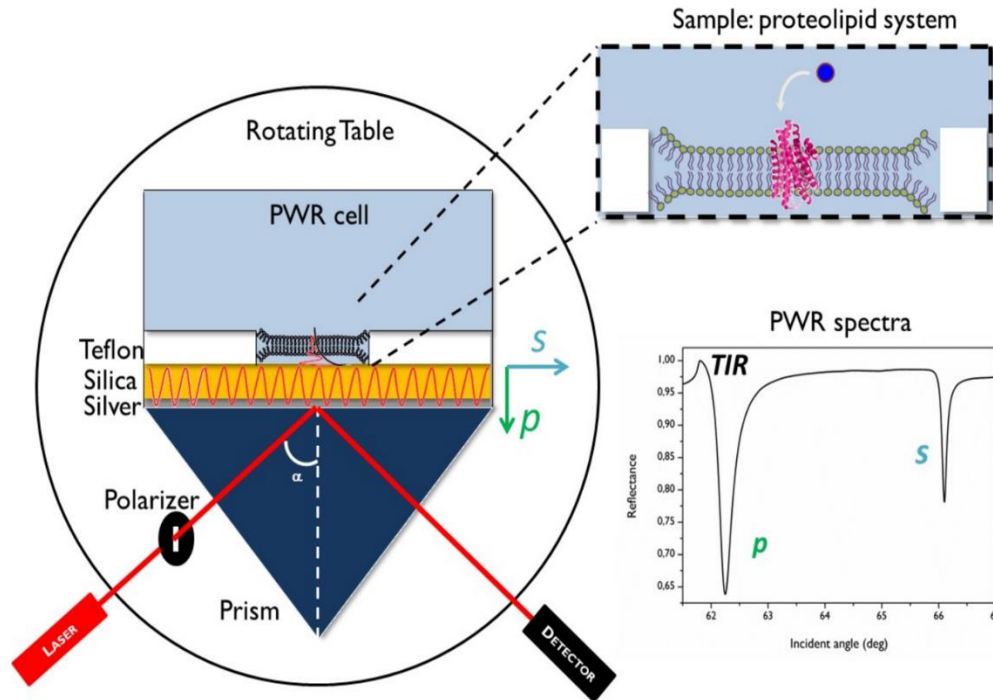 Sample: proteolipid system
Rotating Table
PWR cell
Teflon
Silica
Silver
S
p
α
Polarizer
Prism
LASER
DETECTOR
PWR spectra
TIR
S
p
Reflectance
1,00
0,95
0,90
0,85
0,80
0,75
0,70
0,65
62
63
64
65
66
Incident angle (deg)